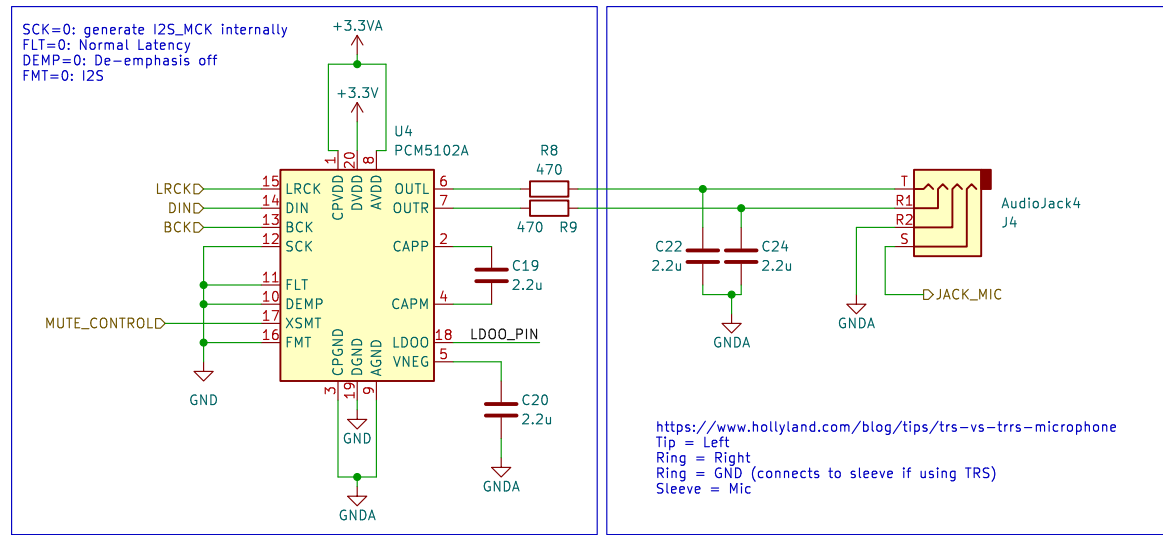 SCK=0: generate I2S_MCK internally
FLT=0: Normal Latency
DEMP=0: De-emphasis off
FMT=0: I2S
+3.3VA
+3.3V
U4
PCM5102A
1
20
8
CPVDD
DVDD
AVDD
LRCK
15
LRCK
DIN
14
DIN
BCK
13
BCK
12
SCK
11
FLT
10
DEMP
MUTE_CONTROL
17
XSMT
16
FMT
GND
OUTL
6
OUTR
7
CAPP
2
CAPM
4
LDOO
18
LDOO_PIN
VNEG
5
CPGND
DGND
AGND
3
19
9
GND
GNDA
R8
470
470
R9
C19
2.2u
C20
2.2u
GNDA
C22
2.2u
C24
2.2u
GNDA
T
R1
R2
S
AudioJack4
J4
JACK_MIC
GNDA
https://www.hollyland.com/blog/tips/trs-vs-trrs-microphone
Tip = Left
Ring = Right
Ring = GND (connects to sleeve if using TRS)
Sleeve = Mic